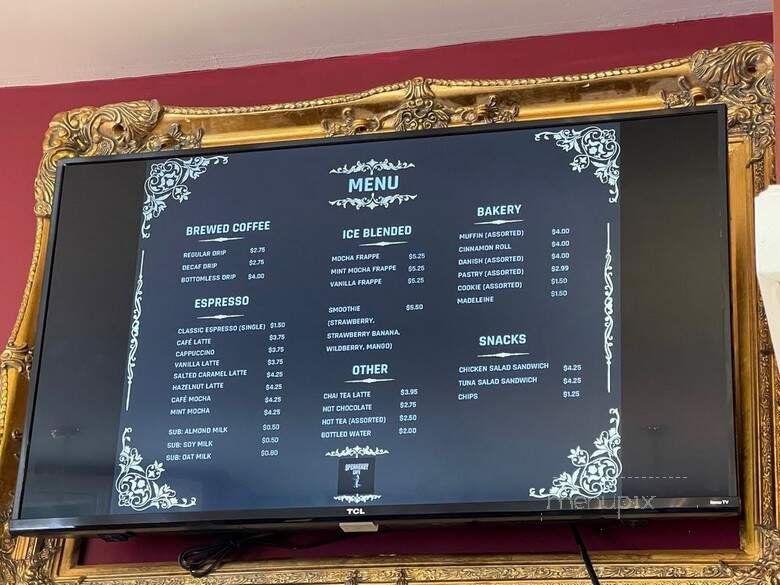 MENU
BREWED COFFEE
REGULAR DRIP $2.75
DECAF DRIP $2.75
BOTTOMLESS DRIP $4.00
ESPRESSO
CLASSIC ESPRESSO (SINGLE) $1.50
CAFÉ LATTE $3.75
CAPPUCCINO $3.75
VANILLA LATTE $3.75
SALTED CARAMEL LATTE $4.25
HAZELNUT LATTE $4.25
CAFÉ MOCHA $4.25
MINT MOCHA $4.25
SUB: ALMOND MILK $0.50
SUB: SOY MILK $0.50
SUB: OAT MILK $0.80
ICE BLENDED
MOCHA FRAPPE $5.25
MINT MOCHA FRAPPE $5.25
VANILLA FRAPPE $5.25
SMOOTHIE $5.50
(STRAWBERRY,
STRAWBERRY BANANA,
WILDBERRY, MANGO)
OTHER
CHAI TEA LATTE $3.95
HOT CHOCOLATE $2.75
HOT TEA (ASSORTED) $2.50
BOTTLED WATER $2.00
BAKERY
MUFFIN (ASSORTED) $4.00
CINNAMON ROLL $4.00
DANISH (ASSORTED) $4.00
PASTRY (ASSORTED) $2.99
COOKIE (ASSORTED) $1.50
MADELEINE $1.50
SNACKS
CHICKEN SALAD SANDWICH $4.25
TUNA SALAD SANDWICH $4.25
CHIPS $1.25
TCL
Roku TV
menupix